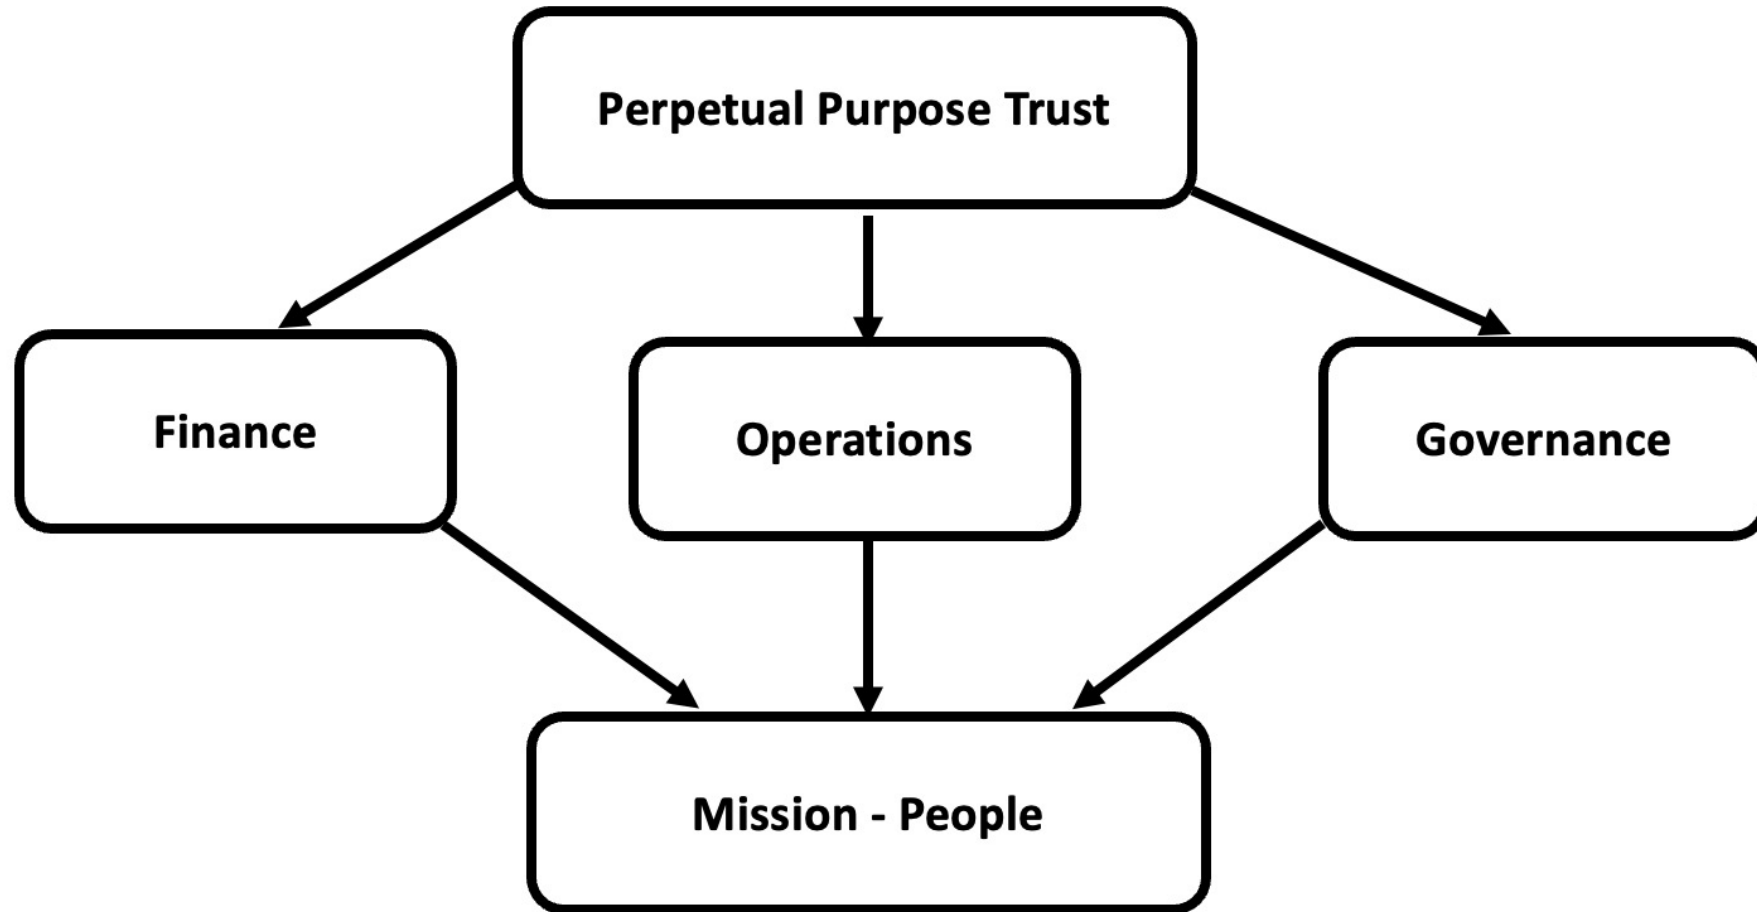 Perpetual Purpose Trust
Finance
Operations
Governance
Mission - People